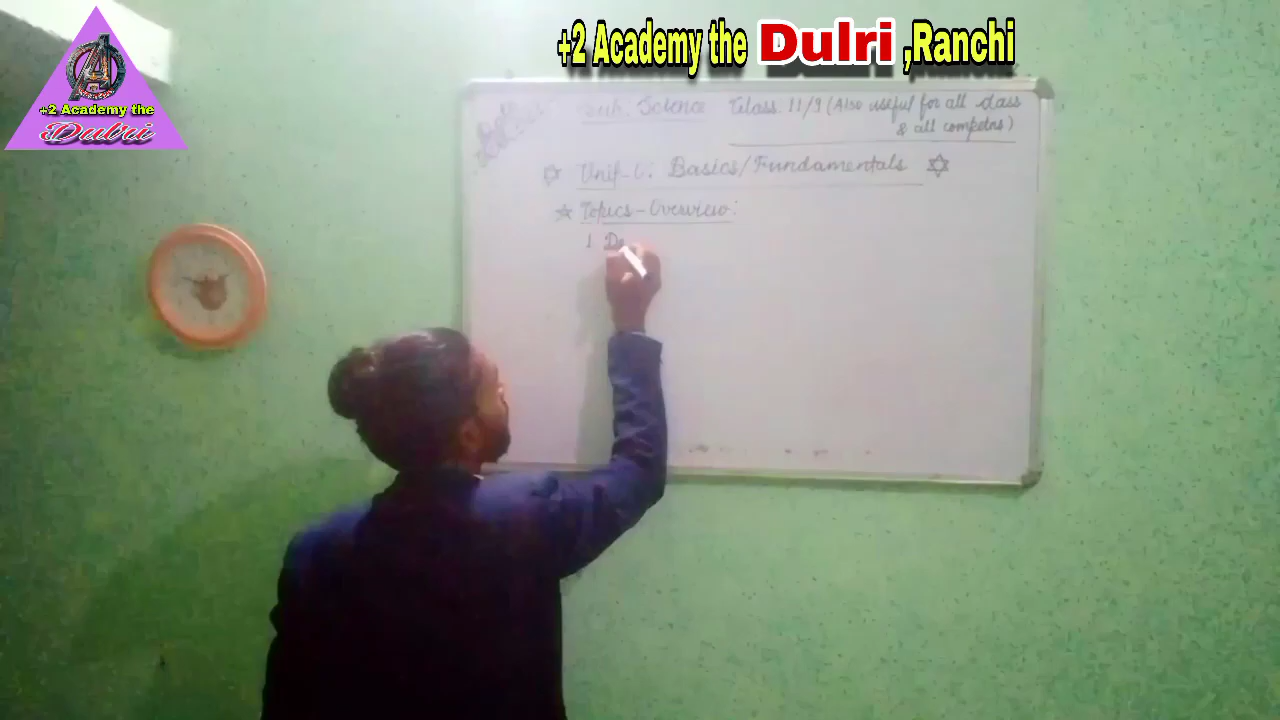 +2 Academy the Dulri ,Ranchi
A
+2 Academy the
Dulri
Sub. Science Class 11/9 (Also useful for all class
& all competns)
Unit-0: Basics/Fundamentals
Topics-Overview:
1. D